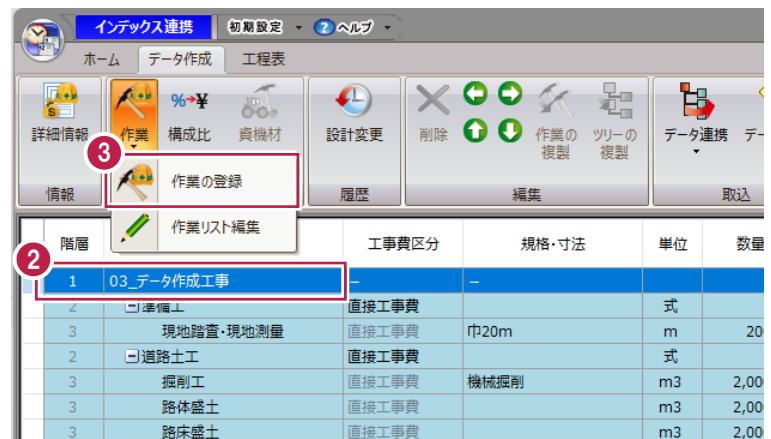 インデックス連携 初期設定 ? ヘルプ
ホーム データ作成 工程表
詳細情報 作業 %→¥ 構成比 資機材 設計変更 削除 作業の複製 ツリーの複製 データ連携 デー
3
作業の登録
情報 履歴 編集 取込
作業リスト編集
階層 工事費区分 規格・寸法 単位 数量
2
1 03_データ作成工事 – –
2 準備工 直接工事費 式
3 現地踏査・現地測量 直接工事費 巾20m m 20
2 道路土工 直接工事費 式
3 掘削工 直接工事費 機械掘削 m3 2,00
3 路体盛土 直接工事費 m3 2,00
3 路床盛土 直接工事費 m3 2,00